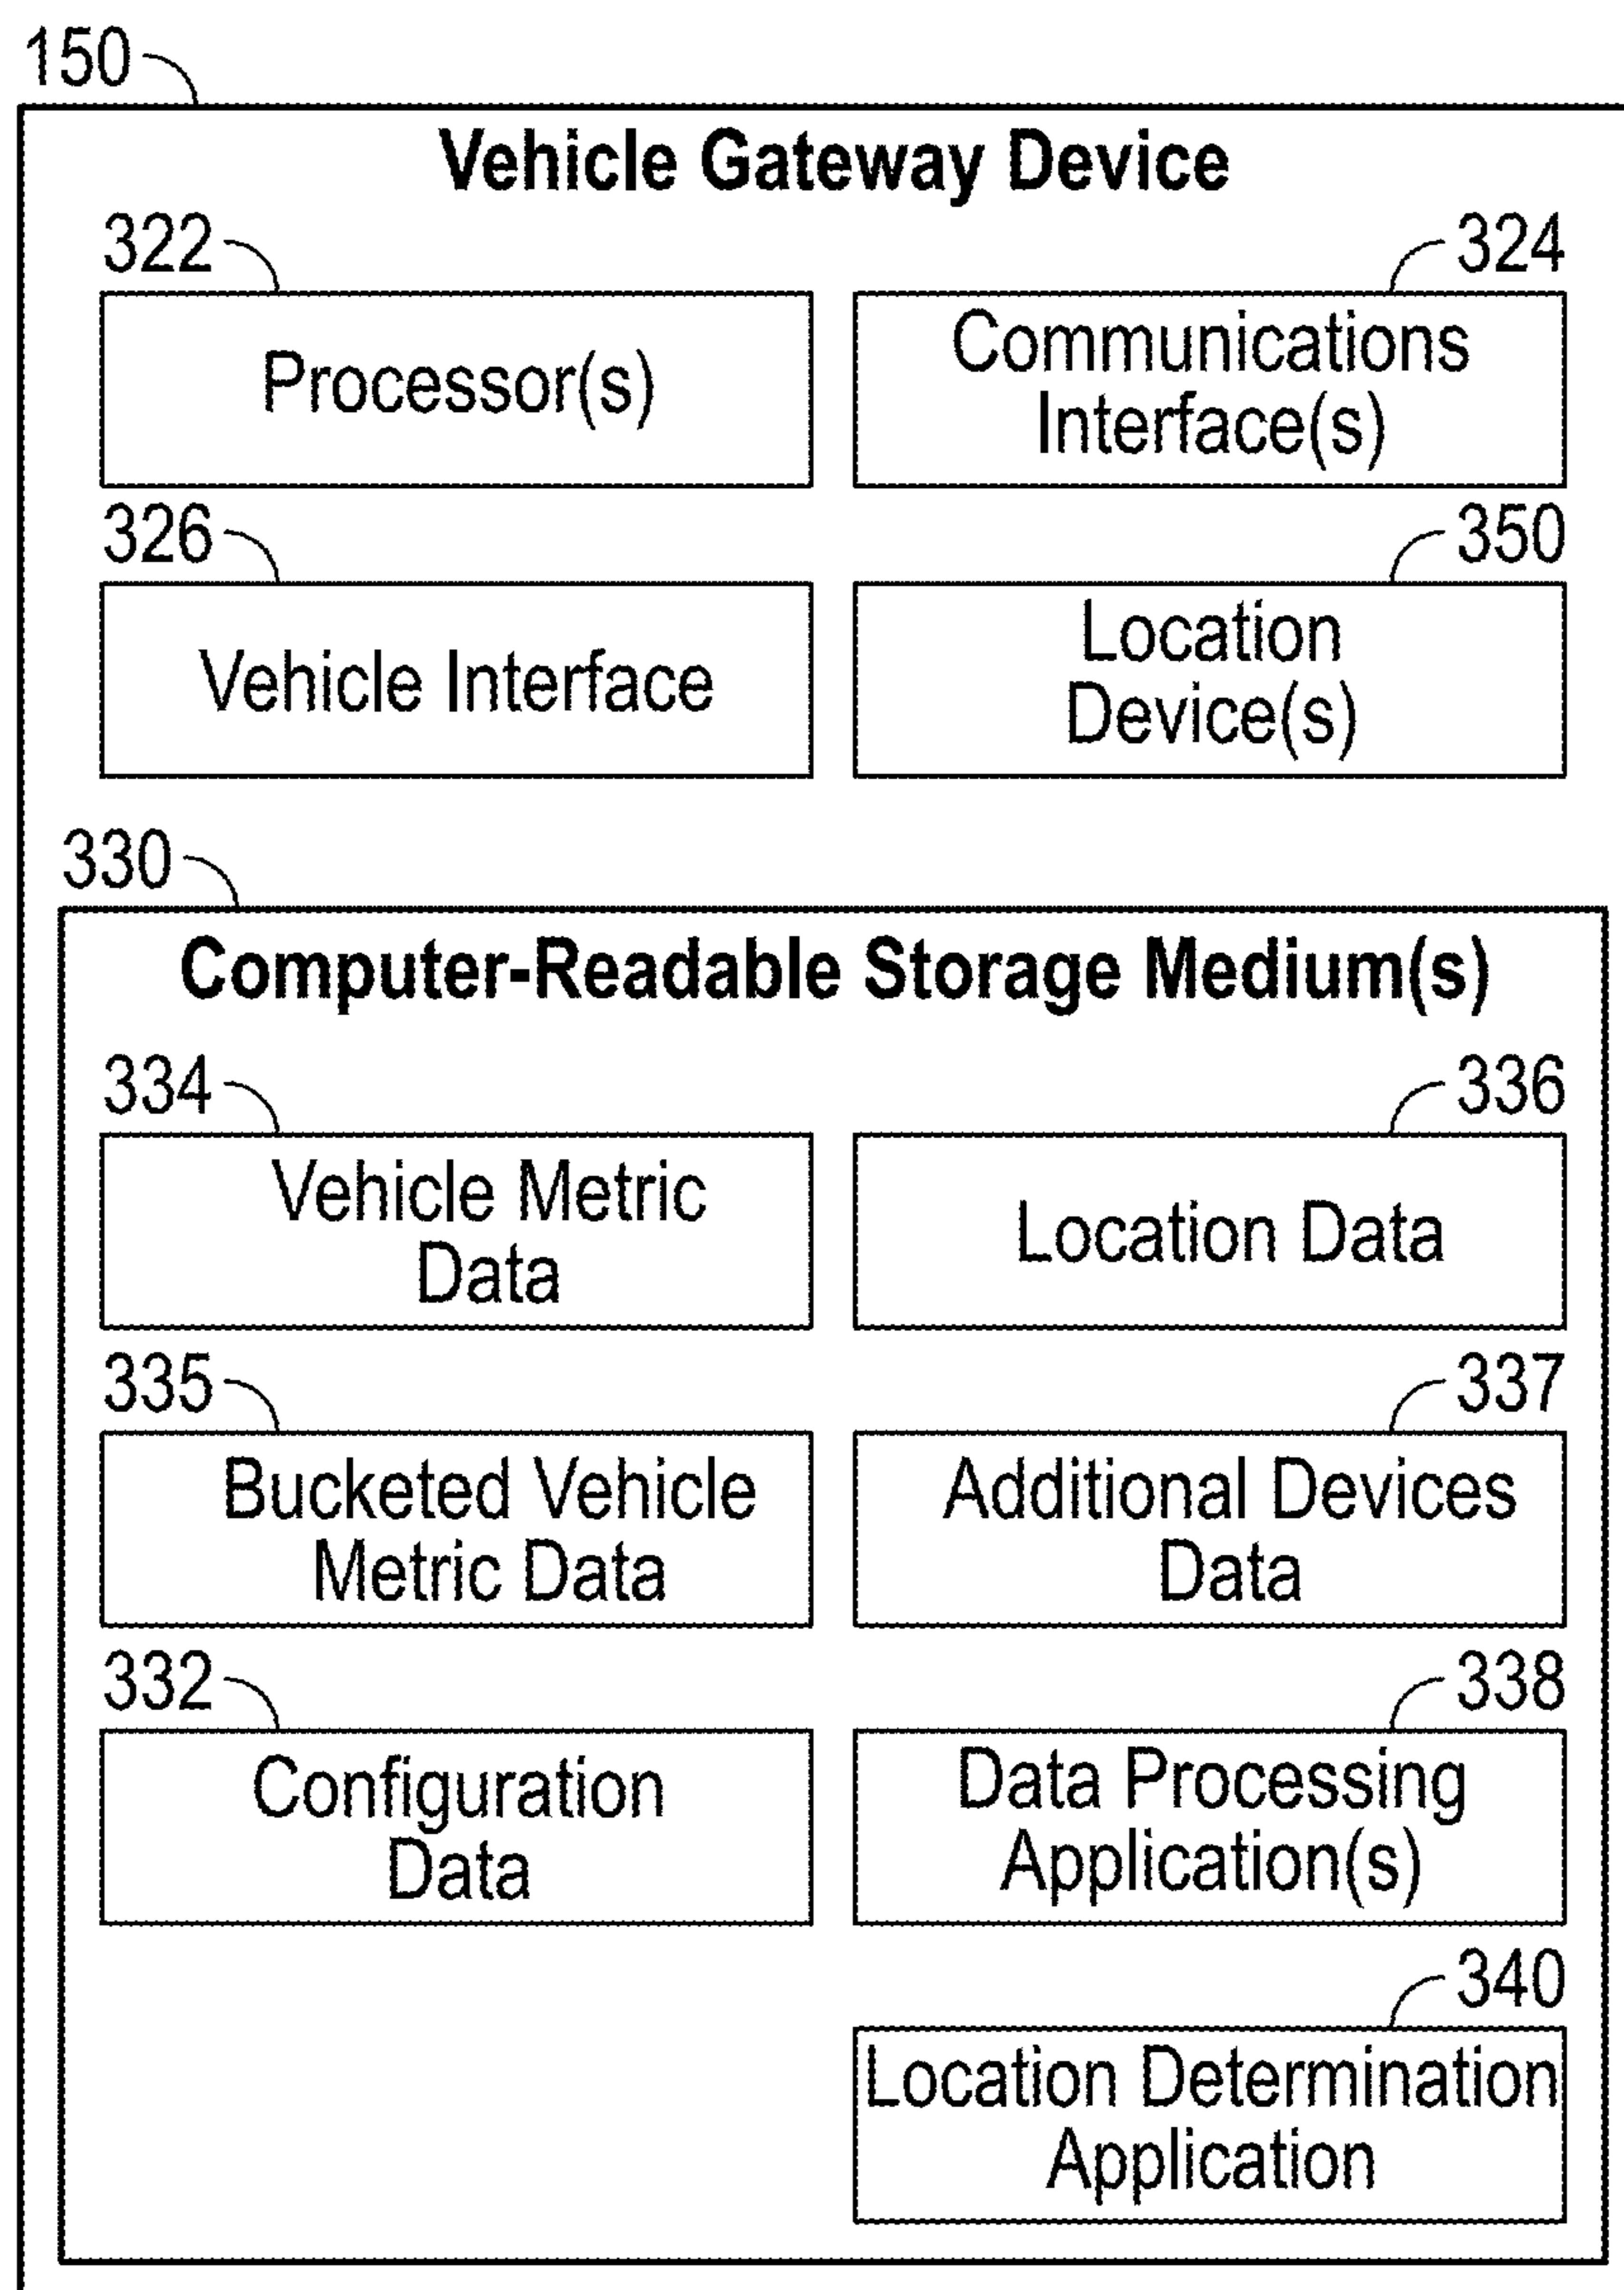 150
Vehicle Gateway Device
322
324
Processor(s)
Communications
Interface(s)
326
350
Vehicle Interface
Location
Device(s)
330
Computer-Readable Storage Medium(s)
334
336
Vehicle Metric
Data
Location Data
335
337
Bucketed Vehicle
Metric Data
Additional Devices
Data
332
338
Configuration
Data
Data Processing
Application(s)
340
Location Determination
Application